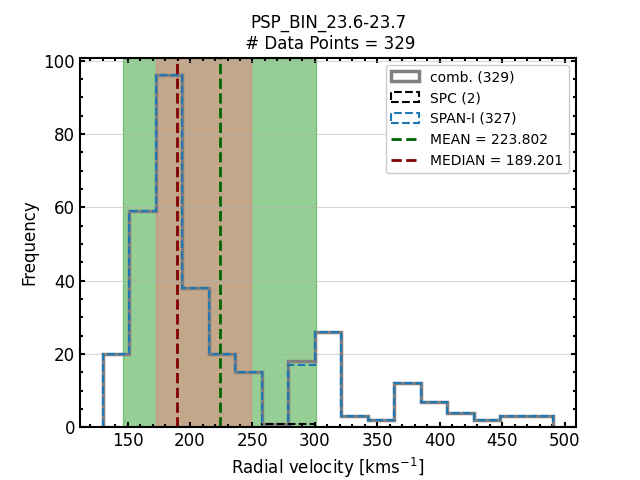 PSP_BIN_23.6-23.7
# Data Points = 329
comb. (329)
SPC (2)
SPAN-I (327)
MEAN = 223.802
MEDIAN = 189.201
Frequency
100
80
60
40
20
0
150 200 250 300 350 400 450 500
Radial velocity [kms⁻¹]